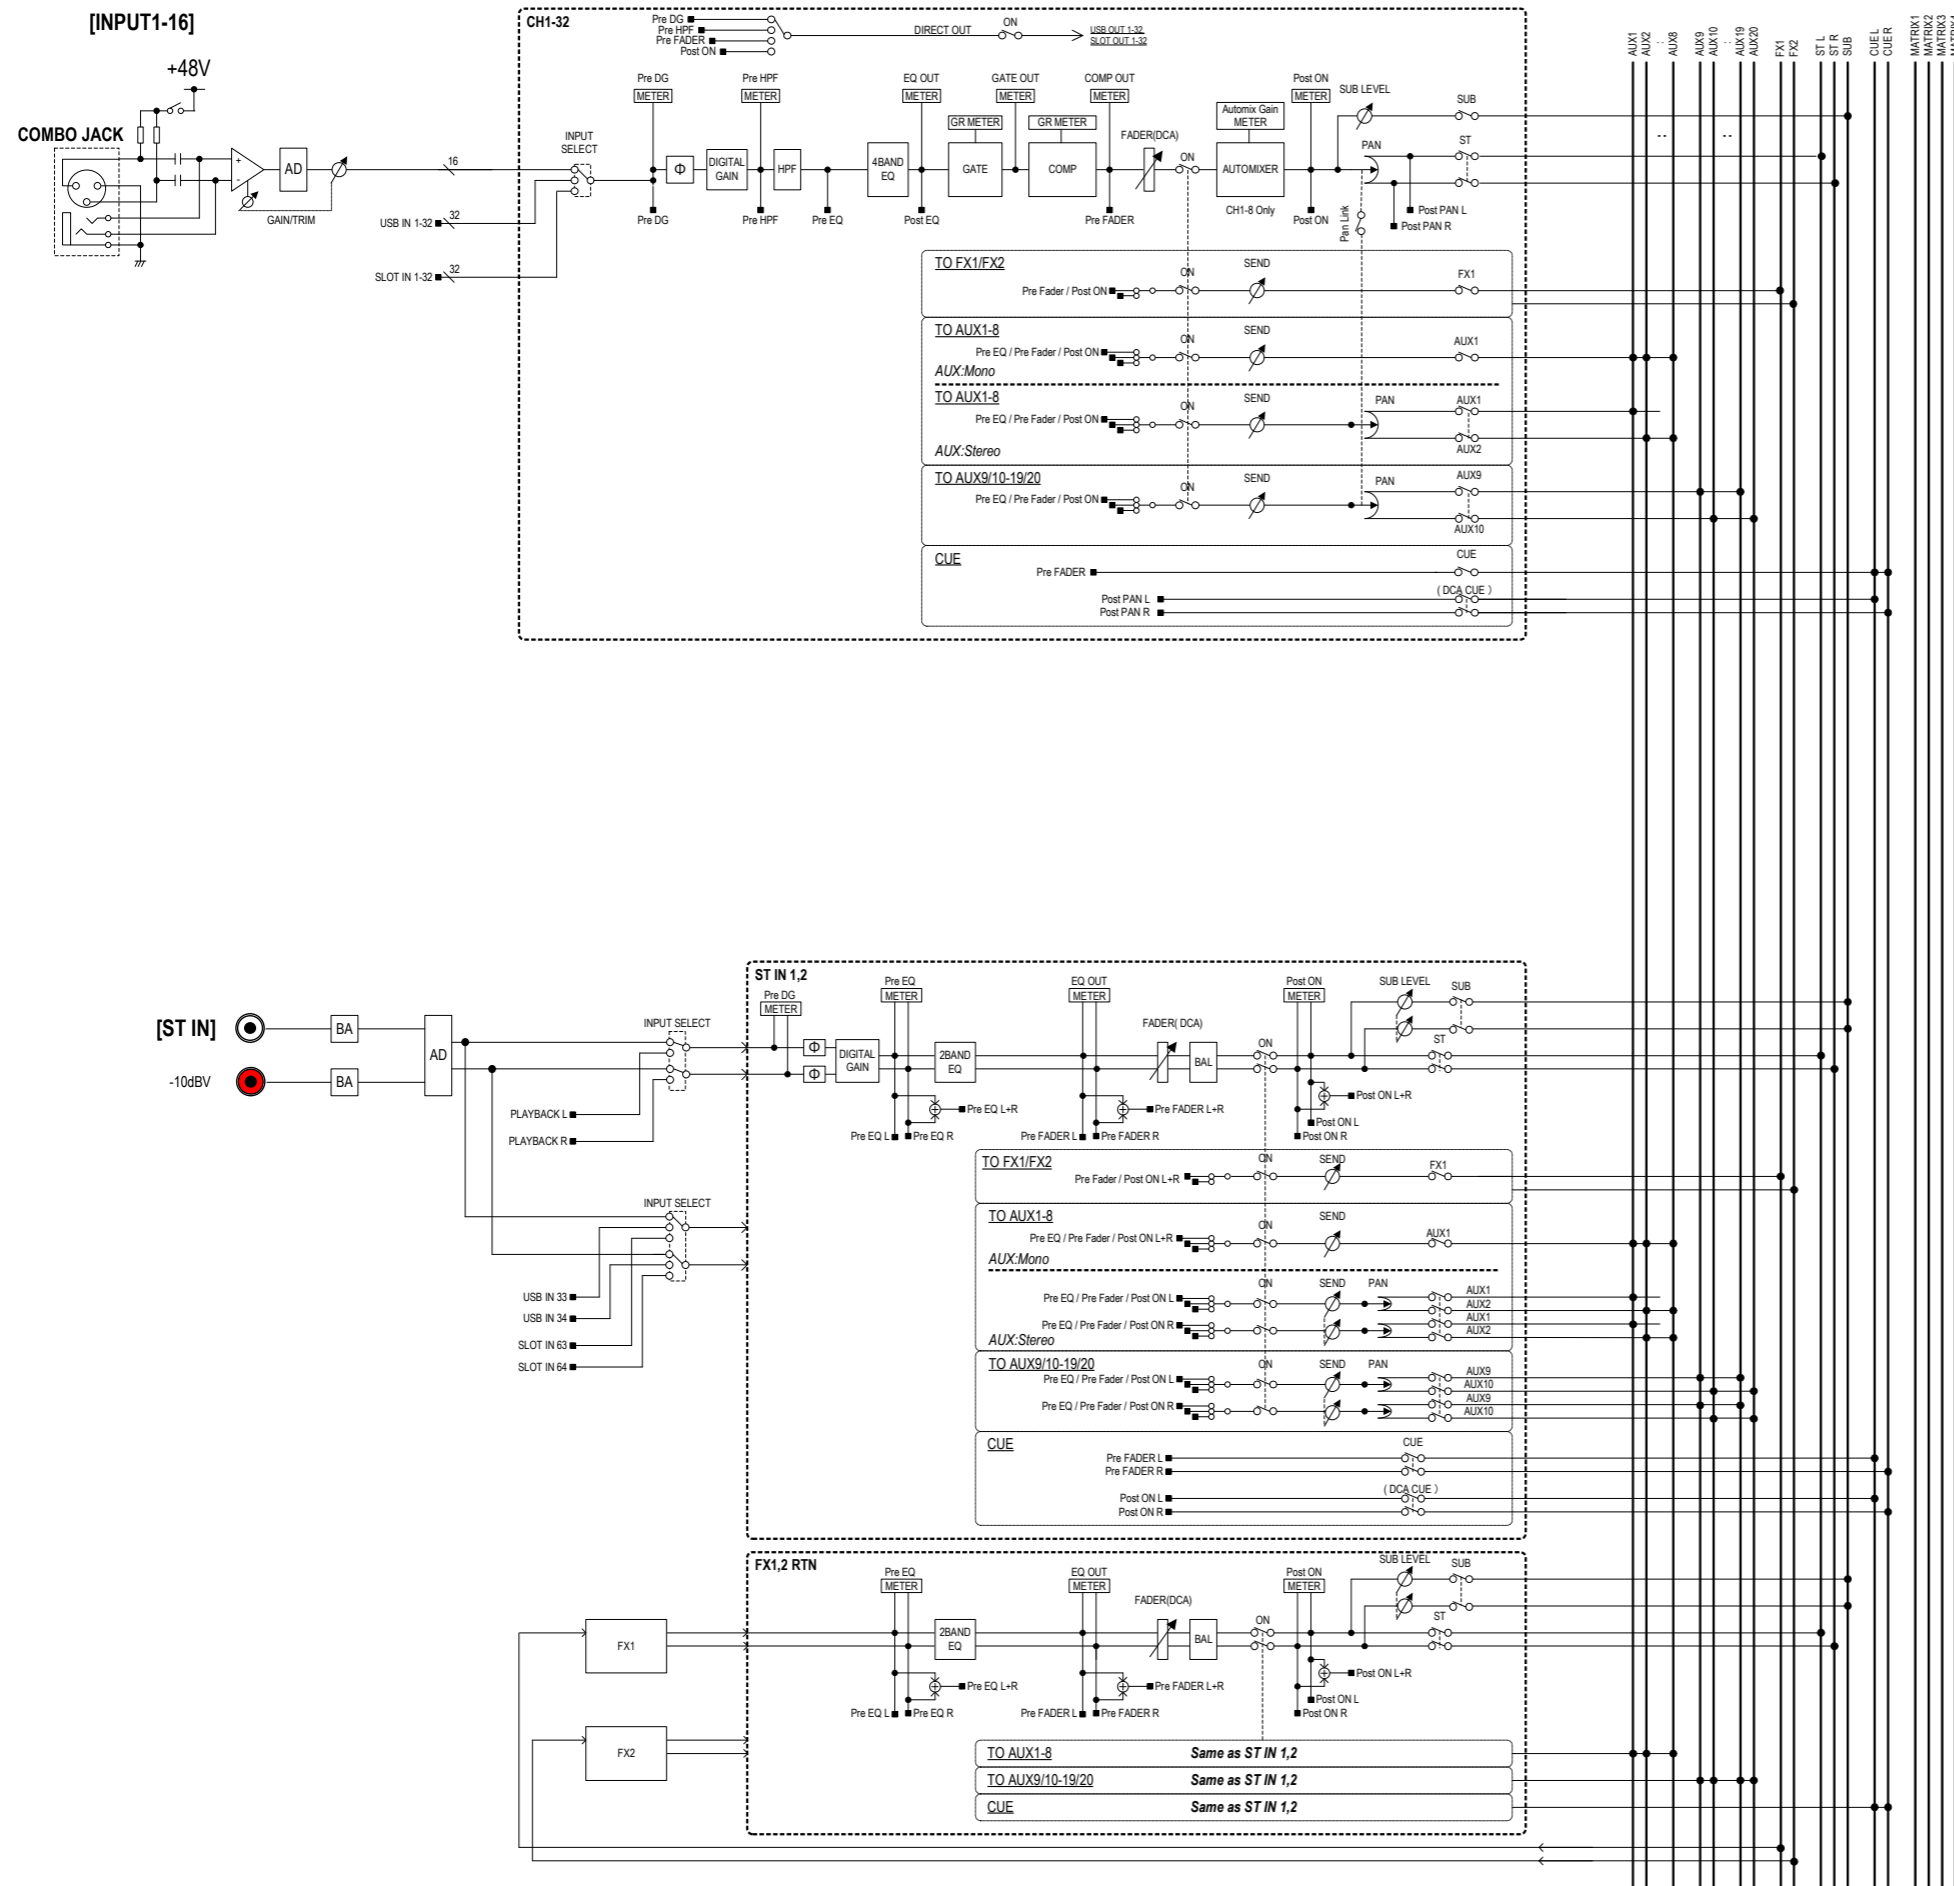 [INPUT1-16]
+48V
COMBO JACK
AD
GAIN/TRIM
16
USB IN 1-32
32
SLOT IN 1-32
32
CH1-32
Pre DG
Pre HPF
Pre FADER
Post ON
DIRECT OUT
ON
USB OUT 1-32
SLOT OUT 1-32
INPUT
SELECT
Pre DG
METER
Pre DG
Φ
DIGITAL
GAIN
Pre HPF
METER
Pre HPF
HPF
Pre EQ
4BAND
EQ
EQ OUT
METER
Post EQ
GR METER
GATE
GATE OUT
METER
GR METER
COMP
COMP OUT
METER
Pre FADER
FADER(DCA)
ON
Automix Gain
METER
AUTOMIXER
CH1-8 Only
Post ON
METER
Post ON
SUB LEVEL
SUB
PAN
ST
Pan Link
Post PAN L
Post PAN R
TO FX1/FX2
Pre Fader / Post ON
ON
SEND
FX1
TO AUX1-8
Pre EQ / Pre Fader / Post ON
AUX:Mono
ON
SEND
AUX1
TO AUX1-8
Pre EQ / Pre Fader / Post ON
AUX:Stereo
ON
SEND
PAN
AUX1
AUX2
TO AUX9/10-19/20
Pre EQ / Pre Fader / Post ON
ON
SEND
PAN
AUX9
AUX10
CUE
Pre FADER
CUE
Post PAN L
Post PAN R
( DCA CUE )
AUX1
AUX2
AUX8
AUX9
AUX10
AUX19
AUX20
FX1
FX2
ST L
ST R
SUB
CUE L
CUE R
MATRIX1
MATRIX2
MATRIX3
[ST IN]
-10dBV
BA
BA
AD
INPUT SELECT
PLAYBACK L
PLAYBACK R
INPUT SELECT
USB IN 33
USB IN 34
SLOT IN 63
SLOT IN 64
ST IN 1,2
Pre DG
METER
Φ
Φ
DIGITAL
GAIN
Pre EQ
METER
2BAND
EQ
Pre EQ L+R
Pre EQ L
Pre EQ R
EQ OUT
METER
Pre FADER L+R
Pre FADER L
Pre FADER R
FADER( DCA)
BAL
ON
Post ON
METER
Post ON L+R
Post ON L
Post ON R
SUB LEVEL
SUB
ST
TO FX1/FX2
Pre Fader / Post ON L+R
ON
SEND
FX1
TO AUX1-8
Pre EQ / Pre Fader / Post ON L+R
AUX:Mono
ON
SEND
AUX1
Pre EQ / Pre Fader / Post ON L
Pre EQ / Pre Fader / Post ON R
AUX:Stereo
ON
SEND
PAN
AUX1
AUX2
AUX1
AUX2
TO AUX9/10-19/20
Pre EQ / Pre Fader / Post ON L
Pre EQ / Pre Fader / Post ON R
ON
SEND
PAN
AUX9
AUX10
AUX9
AUX10
CUE
Pre FADER L
Pre FADER R
CUE
Post ON L
Post ON R
( DCA CUE )
FX1,2 RTN
FX1
FX2
Pre EQ
METER
2BAND
EQ
Pre EQ L+R
Pre EQ L
Pre EQ R
EQ OUT
METER
Pre FADER L+R
Pre FADER L
Pre FADER R
FADER(DCA)
BAL
ON
Post ON
METER
Post ON L+R
Post ON L
Post ON R
SUB LEVEL
SUB
ST
TO AUX1-8
Same as ST IN 1,2
TO AUX9/10-19/20
Same as ST IN 1,2
CUE
Same as ST IN 1,2